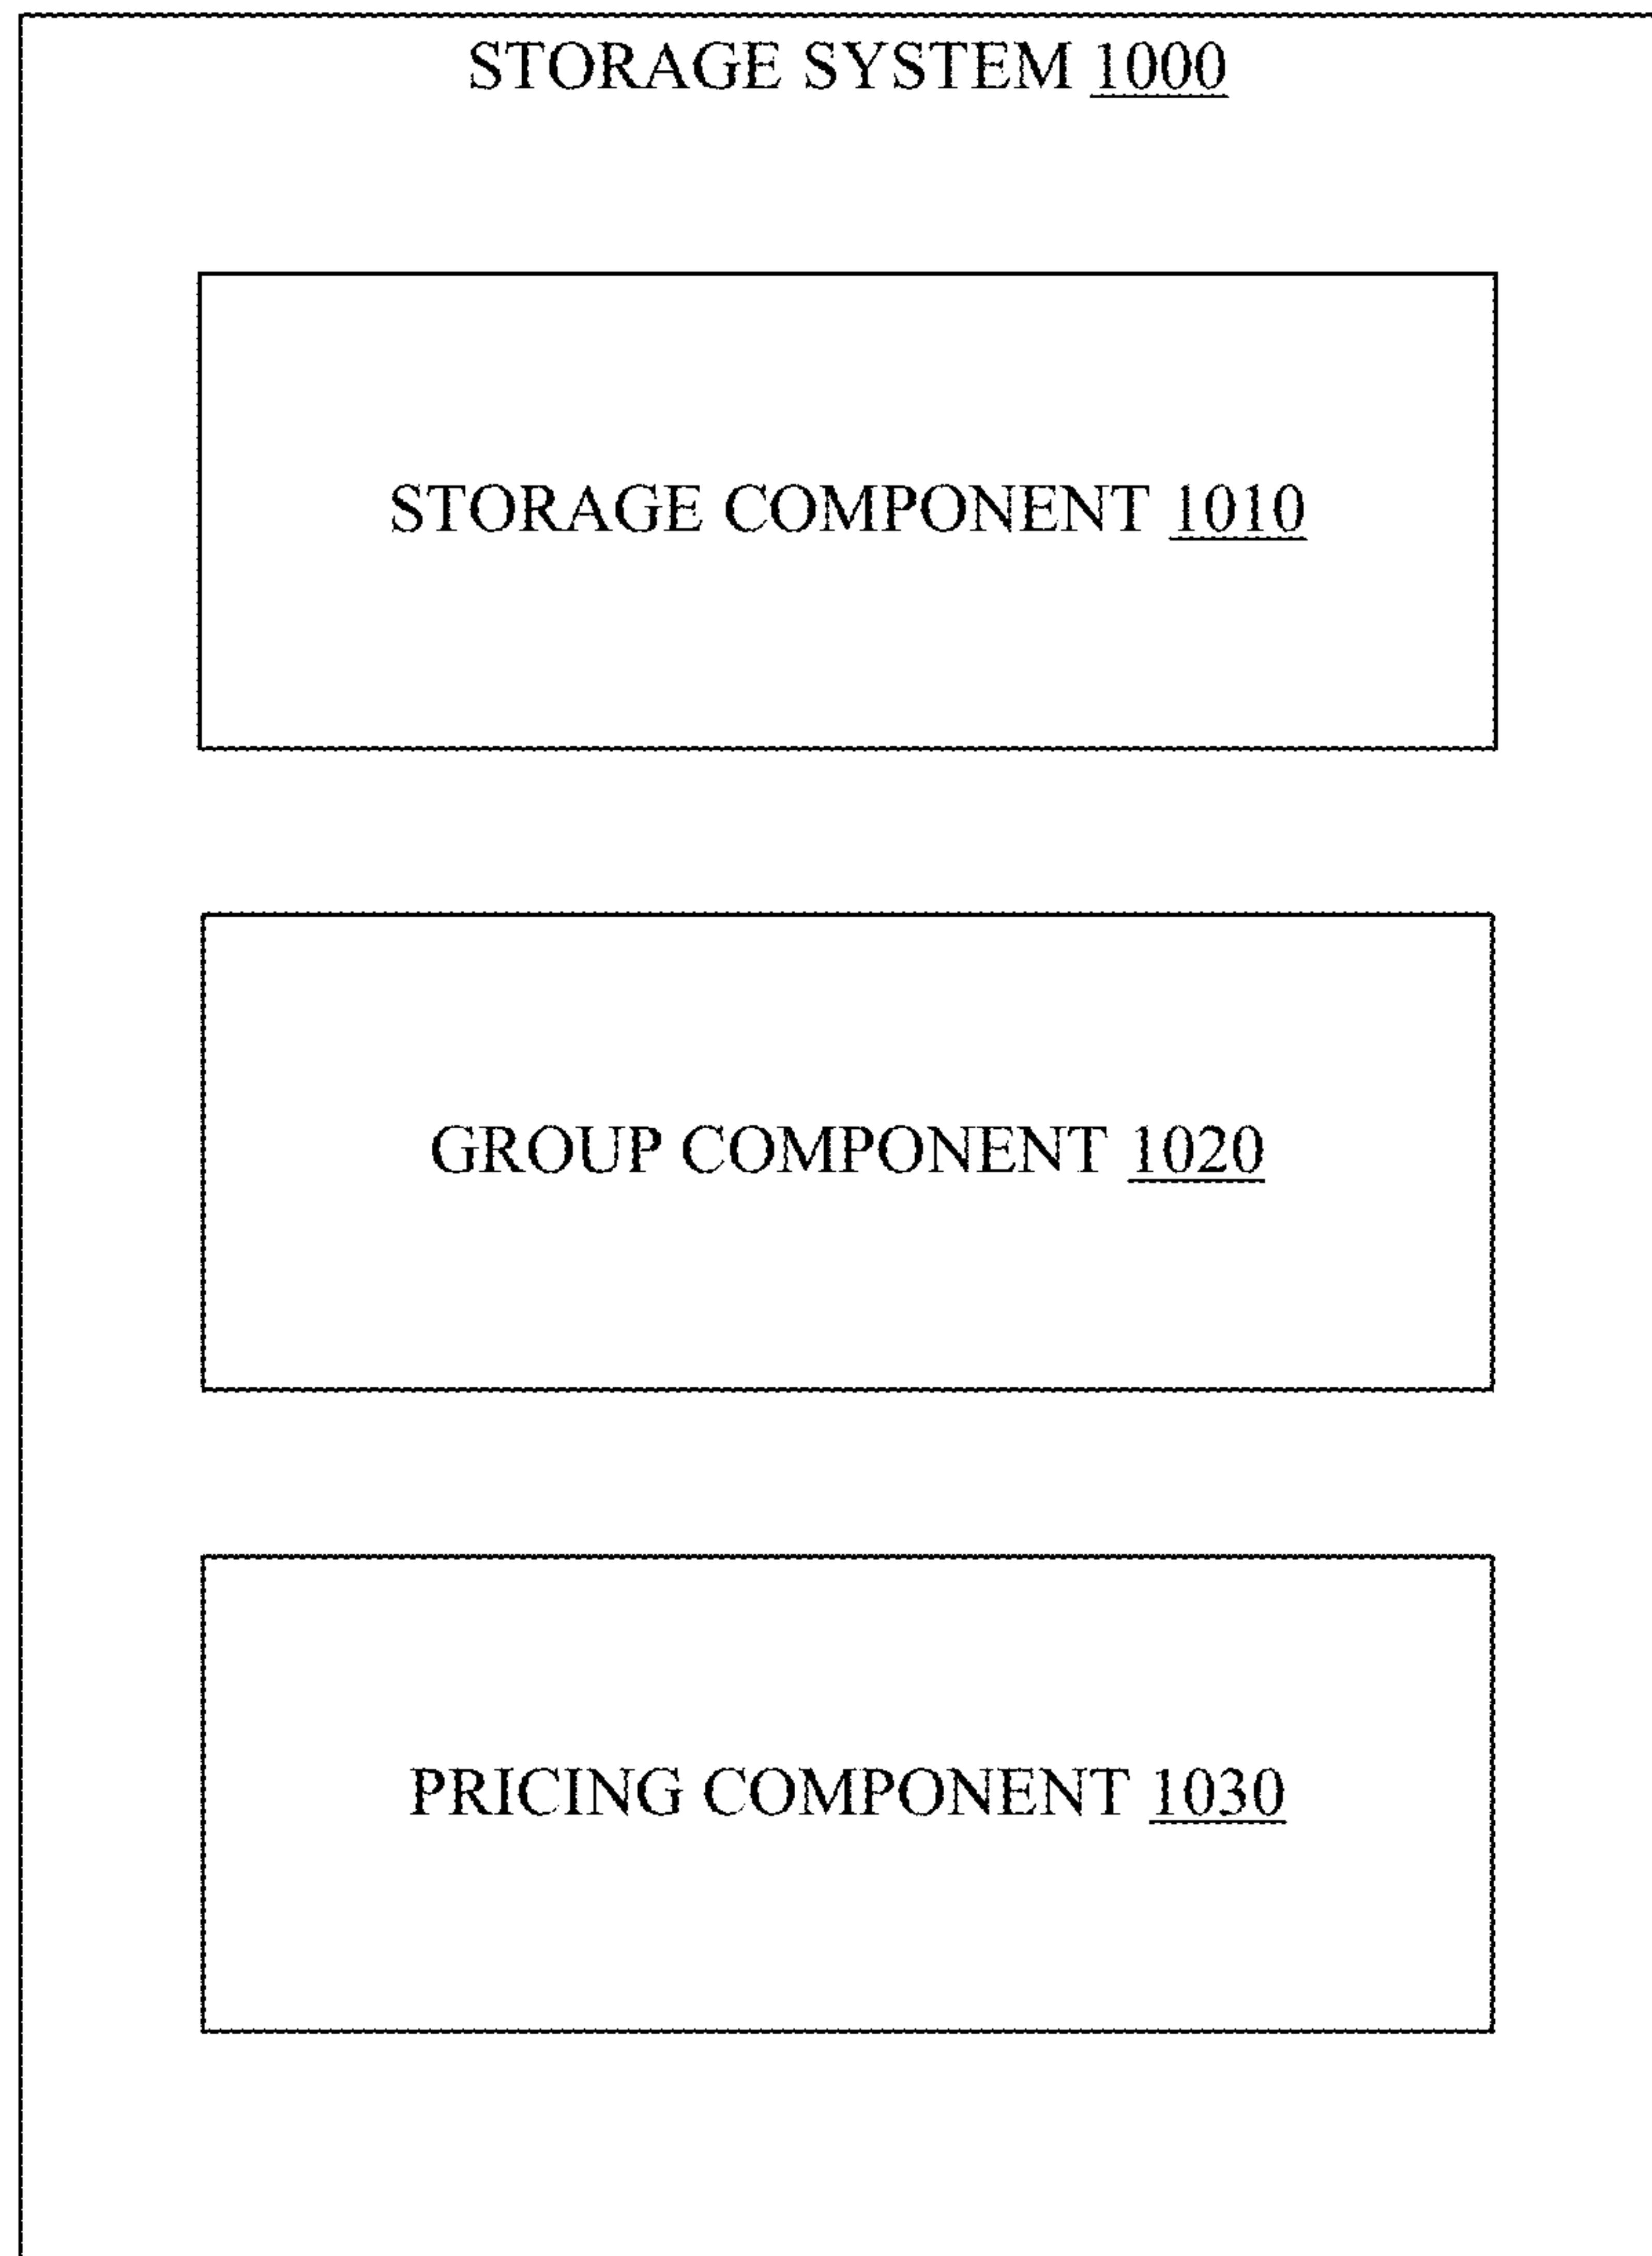 STORAGE SYSTEM 1000
STORAGE COMPONENT 1010
GROUP COMPONENT 1020
PRICING COMPONENT 1030